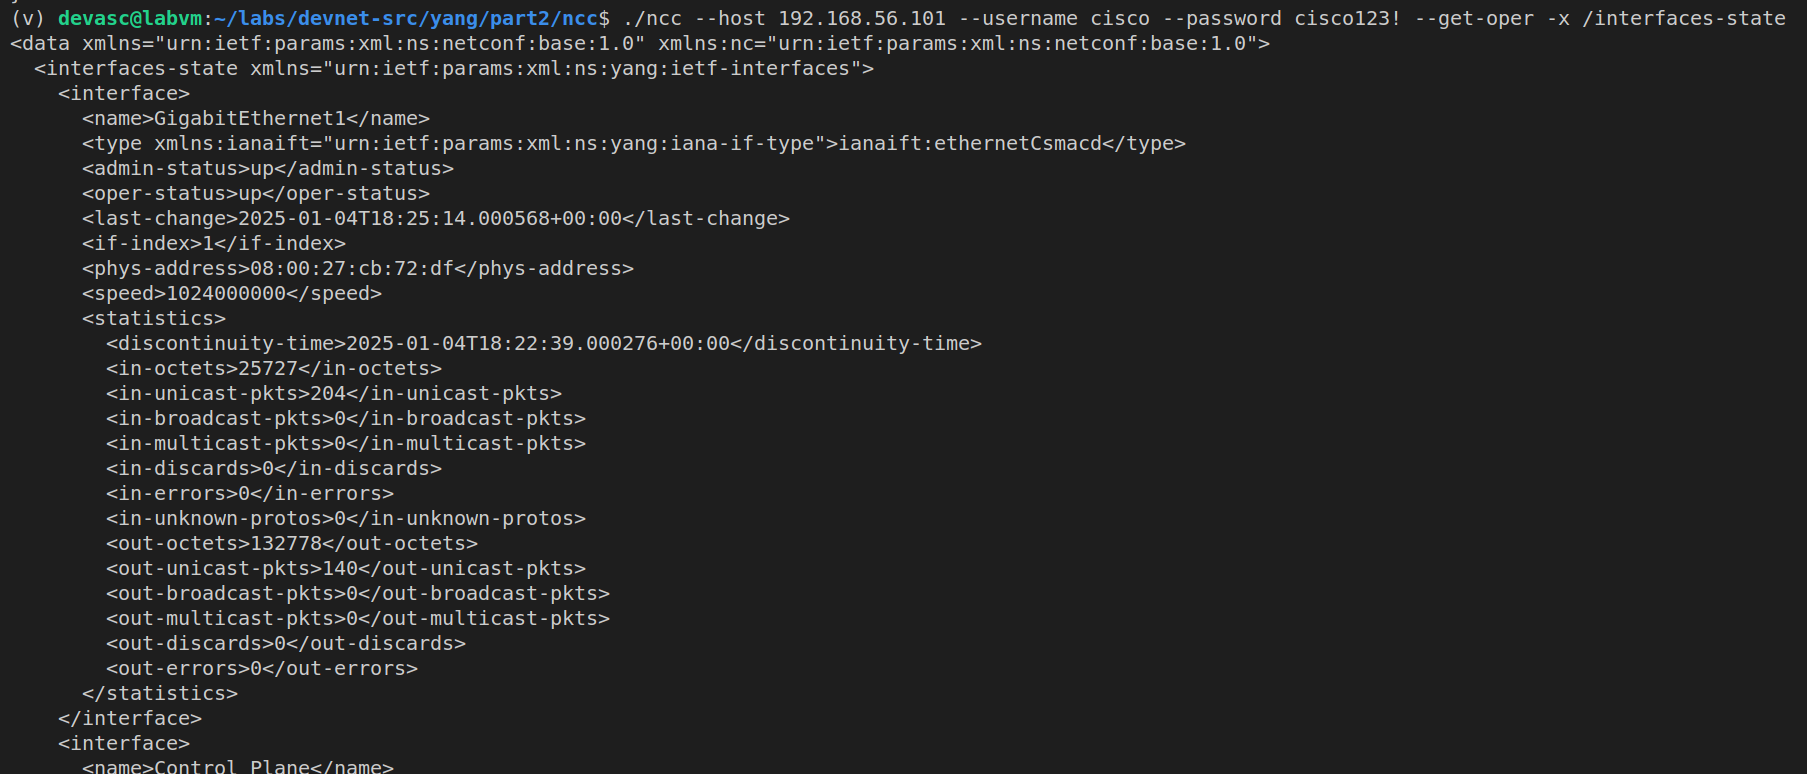 (v) devasc@labvm:~/labs/devnet-src/yang/part2/ncc$ ./ncc --host 192.168.56.101 --username cisco --password cisco123! --get-oper -x /interfaces-state
<data xmlns="urn:ietf:params:xml:ns:netconf:base:1.0" xmlns:nc="urn:ietf:params:xml:ns:netconf:base:1.0">
  <interfaces-state xmlns="urn:ietf:params:xml:ns:yang:ietf-interfaces">
    <interface>
      <name>GigabitEthernet1</name>
      <type xmlns:ianaift="urn:ietf:params:xml:ns:yang:iana-if-type">ianaift:ethernetCsmacd</type>
      <admin-status>up</admin-status>
      <oper-status>up</oper-status>
      <last-change>2025-01-04T18:25:14.000568+00:00</last-change>
      <if-index>1</if-index>
      <phys-address>08:00:27:cb:72:df</phys-address>
      <speed>1024000000</speed>
      <statistics>
        <discontinuity-time>2025-01-04T18:22:39.000276+00:00</discontinuity-time>
        <in-octets>25727</in-octets>
        <in-unicast-pkts>204</in-unicast-pkts>
        <in-broadcast-pkts>0</in-broadcast-pkts>
        <in-multicast-pkts>0</in-multicast-pkts>
        <in-discards>0</in-discards>
        <in-errors>0</in-errors>
        <in-unknown-protos>0</in-unknown-protos>
        <out-octets>132778</out-octets>
        <out-unicast-pkts>140</out-unicast-pkts>
        <out-broadcast-pkts>0</out-broadcast-pkts>
        <out-multicast-pkts>0</out-multicast-pkts>
        <out-discards>0</out-discards>
        <out-errors>0</out-errors>
      </statistics>
    </interface>
    <interface>
      <name>Control Plane</name>